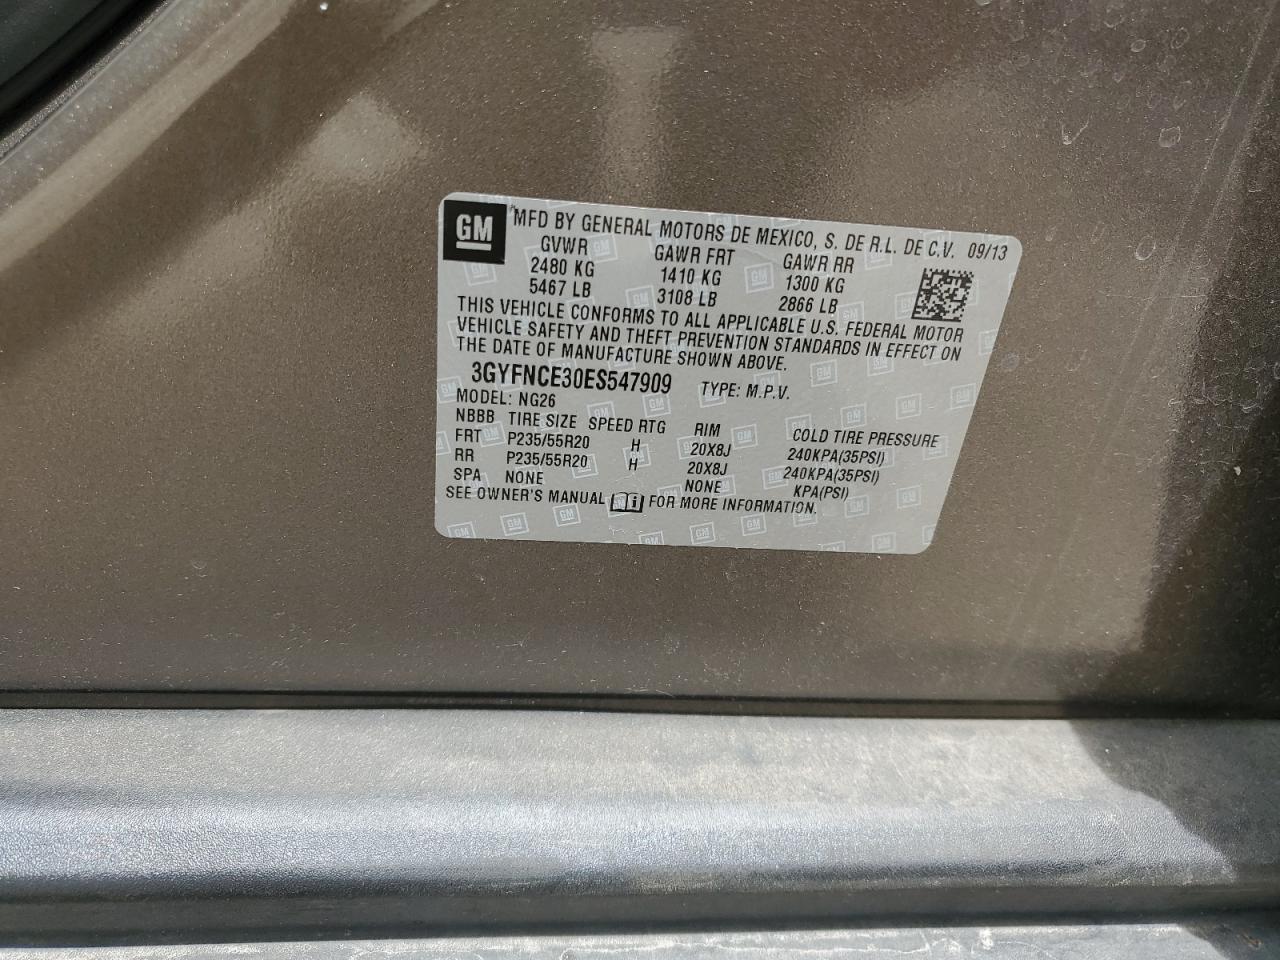 GM MFD BY GENERAL MOTORS DE MEXICO, S. DE R.L. DE C.V. 09/13
GVWR GAWR FRT GAWR RR
2480 KG 1410 KG 1300 KG
5467 LB 3108 LB 2866 LB
THIS VEHICLE CONFORMS TO ALL APPLICABLE U.S. FEDERAL MOTOR
VEHICLE SAFETY AND THEFT PREVENTION STANDARDS IN EFFECT ON
THE DATE OF MANUFACTURE SHOWN ABOVE.
3GYFNCE30ES547909 TYPE: M.P.V.
MODEL: NG26
NBBB TIRE SIZE SPEED RTG RIM COLD TIRE PRESSURE
FRT P235/55R20 H 20X8J 240KPA(35PSI)
RR P235/55R20 H 20X8J 240KPA(35PSI)
SPA NONE NONE KPA(PSI)
SEE OWNER'S MANUAL i FOR MORE INFORMATION.